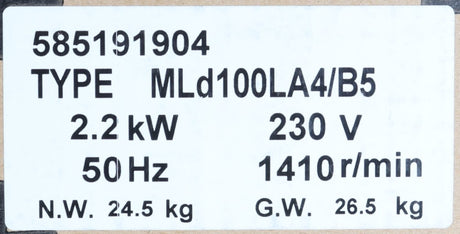 585191904
TYPE MLd100LA4/B5
2.2 kW 230 V
50 Hz 1410 r/min
N.W. 24.5 kg G.W. 26.5 kg